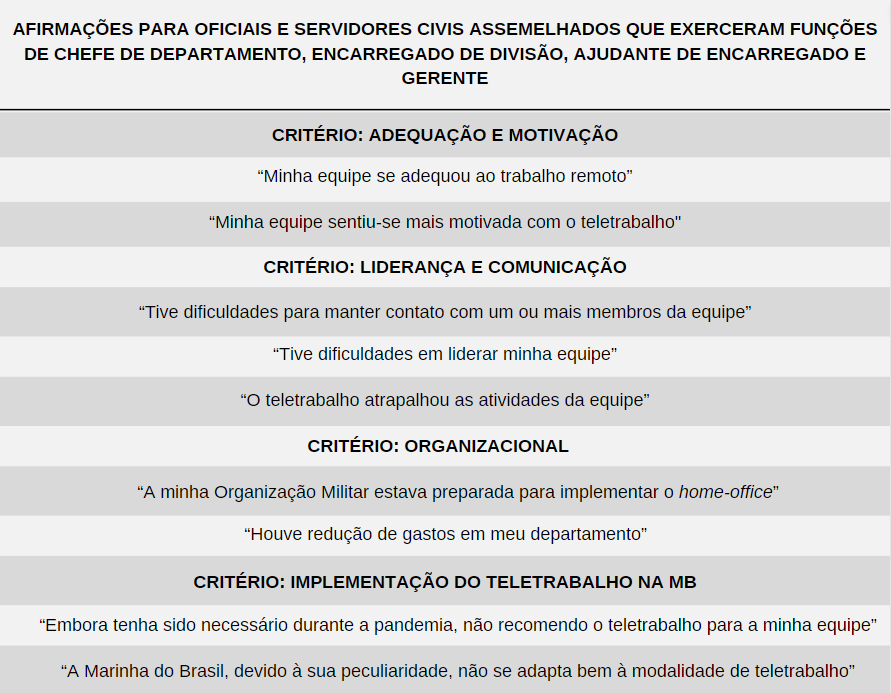 AFIRMAÇÕES PARA OFICIAIS E SERVIDORES CIVIS ASSEMELHADOS QUE EXERCERAM FUNÇÕES
DE CHEFE DE DEPARTAMENTO, ENCARREGADO DE DIVISÃO, AJUDANTE DE ENCARREGADO E
GERENTE
CRITÉRIO: ADEQUAÇÃO E MOTIVAÇÃO
“Minha equipe se adequou ao trabalho remoto”
“Minha equipe sentiu-se mais motivada com o teletrabalho"
CRITÉRIO: LIDERANÇA E COMUNICAÇÃO
“Tive dificuldades para manter contato com um ou mais membros da equipe”
“Tive dificuldades em liderar minha equipe”
“O teletrabalho atrapalhou as atividades da equipe”
CRITÉRIO: ORGANIZACIONAL
“A minha Organização Militar estava preparada para implementar o home-office”
“Houve redução de gastos em meu departamento”
CRITÉRIO: IMPLEMENTAÇÃO DO TELETRABALHO NA MB
“Embora tenha sido necessário durante a pandemia, não recomendo o teletrabalho para a minha equipe”
“A Marinha do Brasil, devido à sua peculiaridade, não se adapta bem à modalidade de teletrabalho”